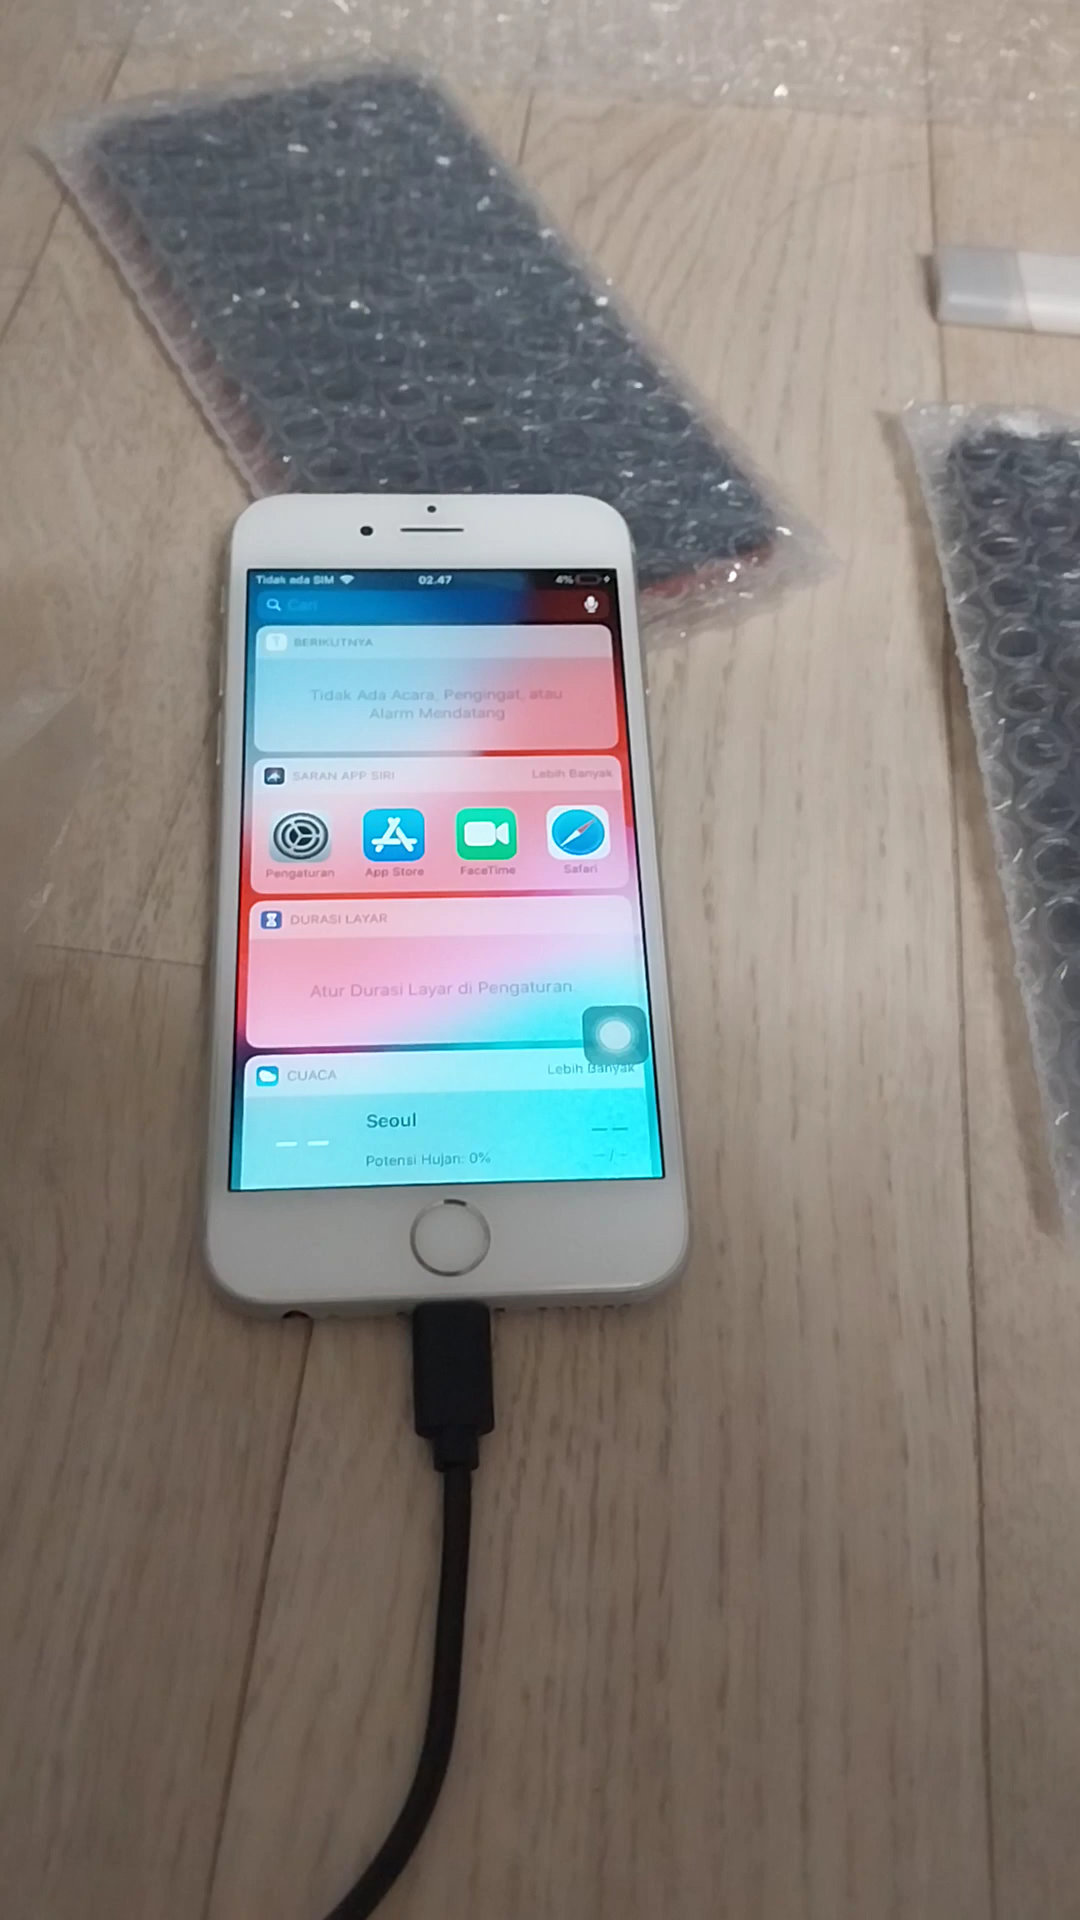 Tidak ada SIM 02.47 4%
Cari
BERIKUTNYA
Tidak Ada Acara, Pengingat, atau
Alarm Mendatang
SARAN APP SIRI Lebih Banyak
Pengaturan App Store FaceTime Safari
DURASI LAYAR
Atur Durasi Layar di Pengaturan
CUACA Lebih Banyak
Seoul
-- --
Potensi Hujan: 0% --/--